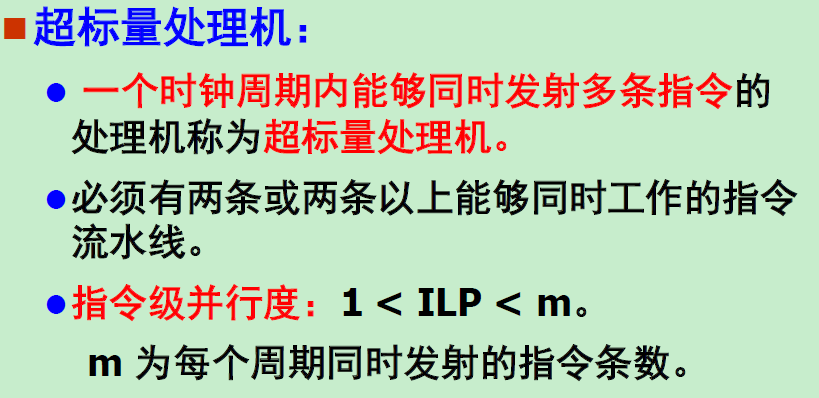 超标量处理机：
一个时钟周期内能够同时发射多条指令的
处理机称为超标量处理机。
必须有两条或两条以上能够同时工作的指令
流水线。
指令级并行度：1 < ILP < m。
m 为每个周期同时发射的指令条数。